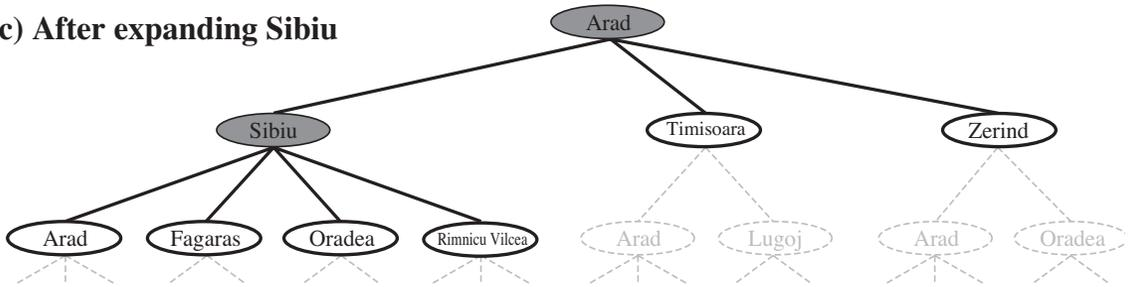 c) After expanding Sibiu
Arad
Sibiu
Timisoara
Zerind
Arad
Fagaras
Oradea
Rimnicu Vilcea
Arad
Lugoj
Arad
Oradea